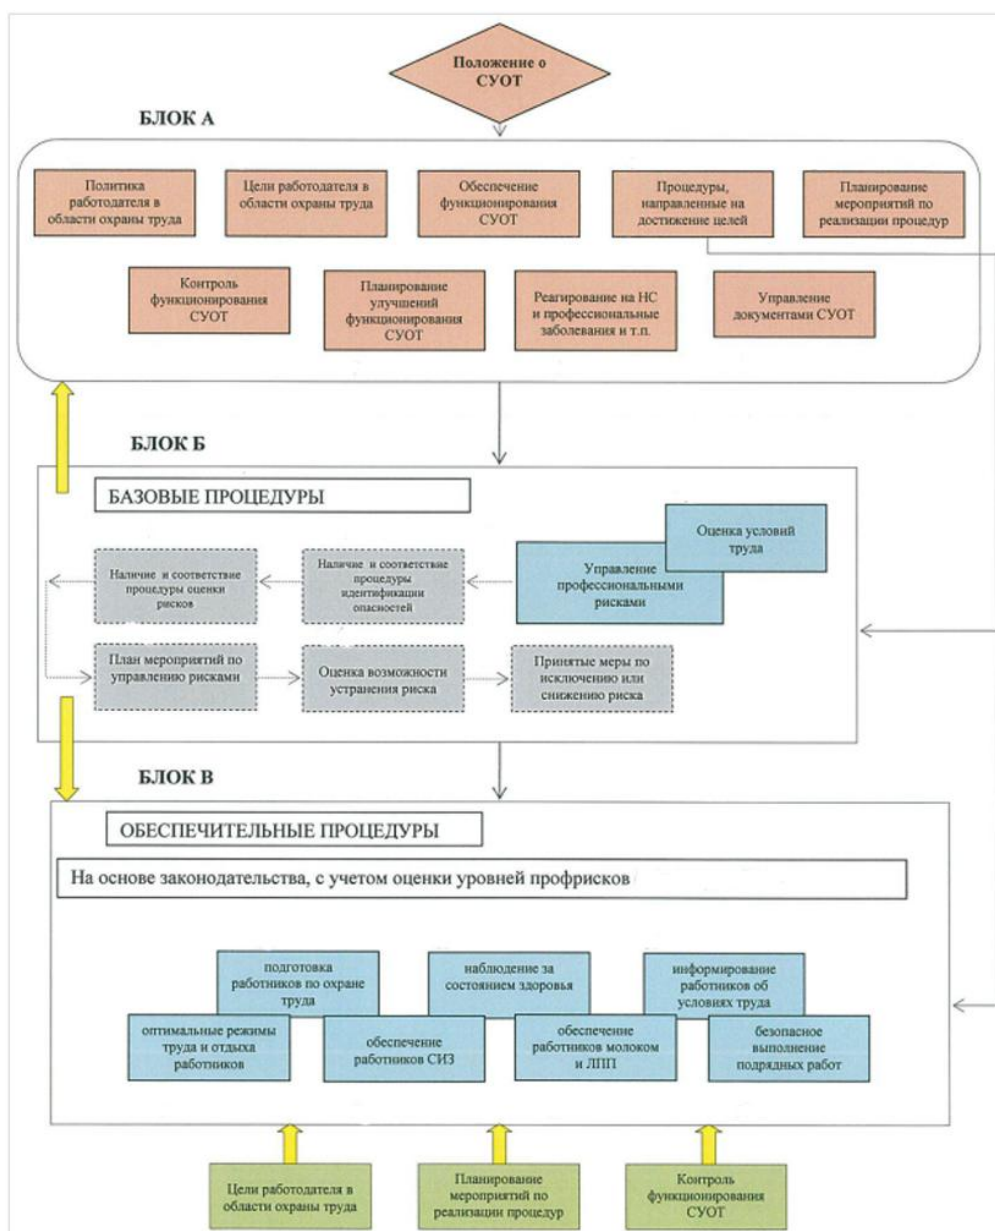 Положение о
СУОТ
БЛОК А
Политика
работодателя в
области охраны труда
Цели работодателя в
области охраны труда
Обеспечение
функционирования
СУОТ
Процедуры,
направленные на
достижение целей
Планирование
мероприятий по
реализации процедур
Контроль
функционирования
СУОТ
Планирование
улучшений
функционирования
СУОТ
Реагирование на НС
и профессиональные
заболевания и т.п.
Управление
документами СУОТ
БЛОК Б
БАЗОВЫЕ ПРОЦЕДУРЫ
Оценка условий
труда
Управление
профессиональными
рисками
Наличие и соответствие
процедуры
идентификации
опасностей
Наличие и соответствие
процедуры оценки
рисков
План мероприятий по
управлению рисками
Оценка возможности
устранения риска
Принятые меры по
исключению или
снижению риска
БЛОК В
ОБЕСПЕЧИТЕЛЬНЫЕ ПРОЦЕДУРЫ
На основе законодательства, с учетом оценки уровней профрисков
подготовка
работников по охране
труда
наблюдение за
состоянием здоровья
информирование
работников об
условиях труда
оптимальные режимы
труда и отдыха
работников
обеспечение
работников СИЗ
обеспечение
работников молоком
и ЛПП
безопасное
выполнение
подрядных работ
Цели работодателя в
области охраны труда
Планирование
мероприятий по
реализации процедур
Контроль
функционирования
СУОТ